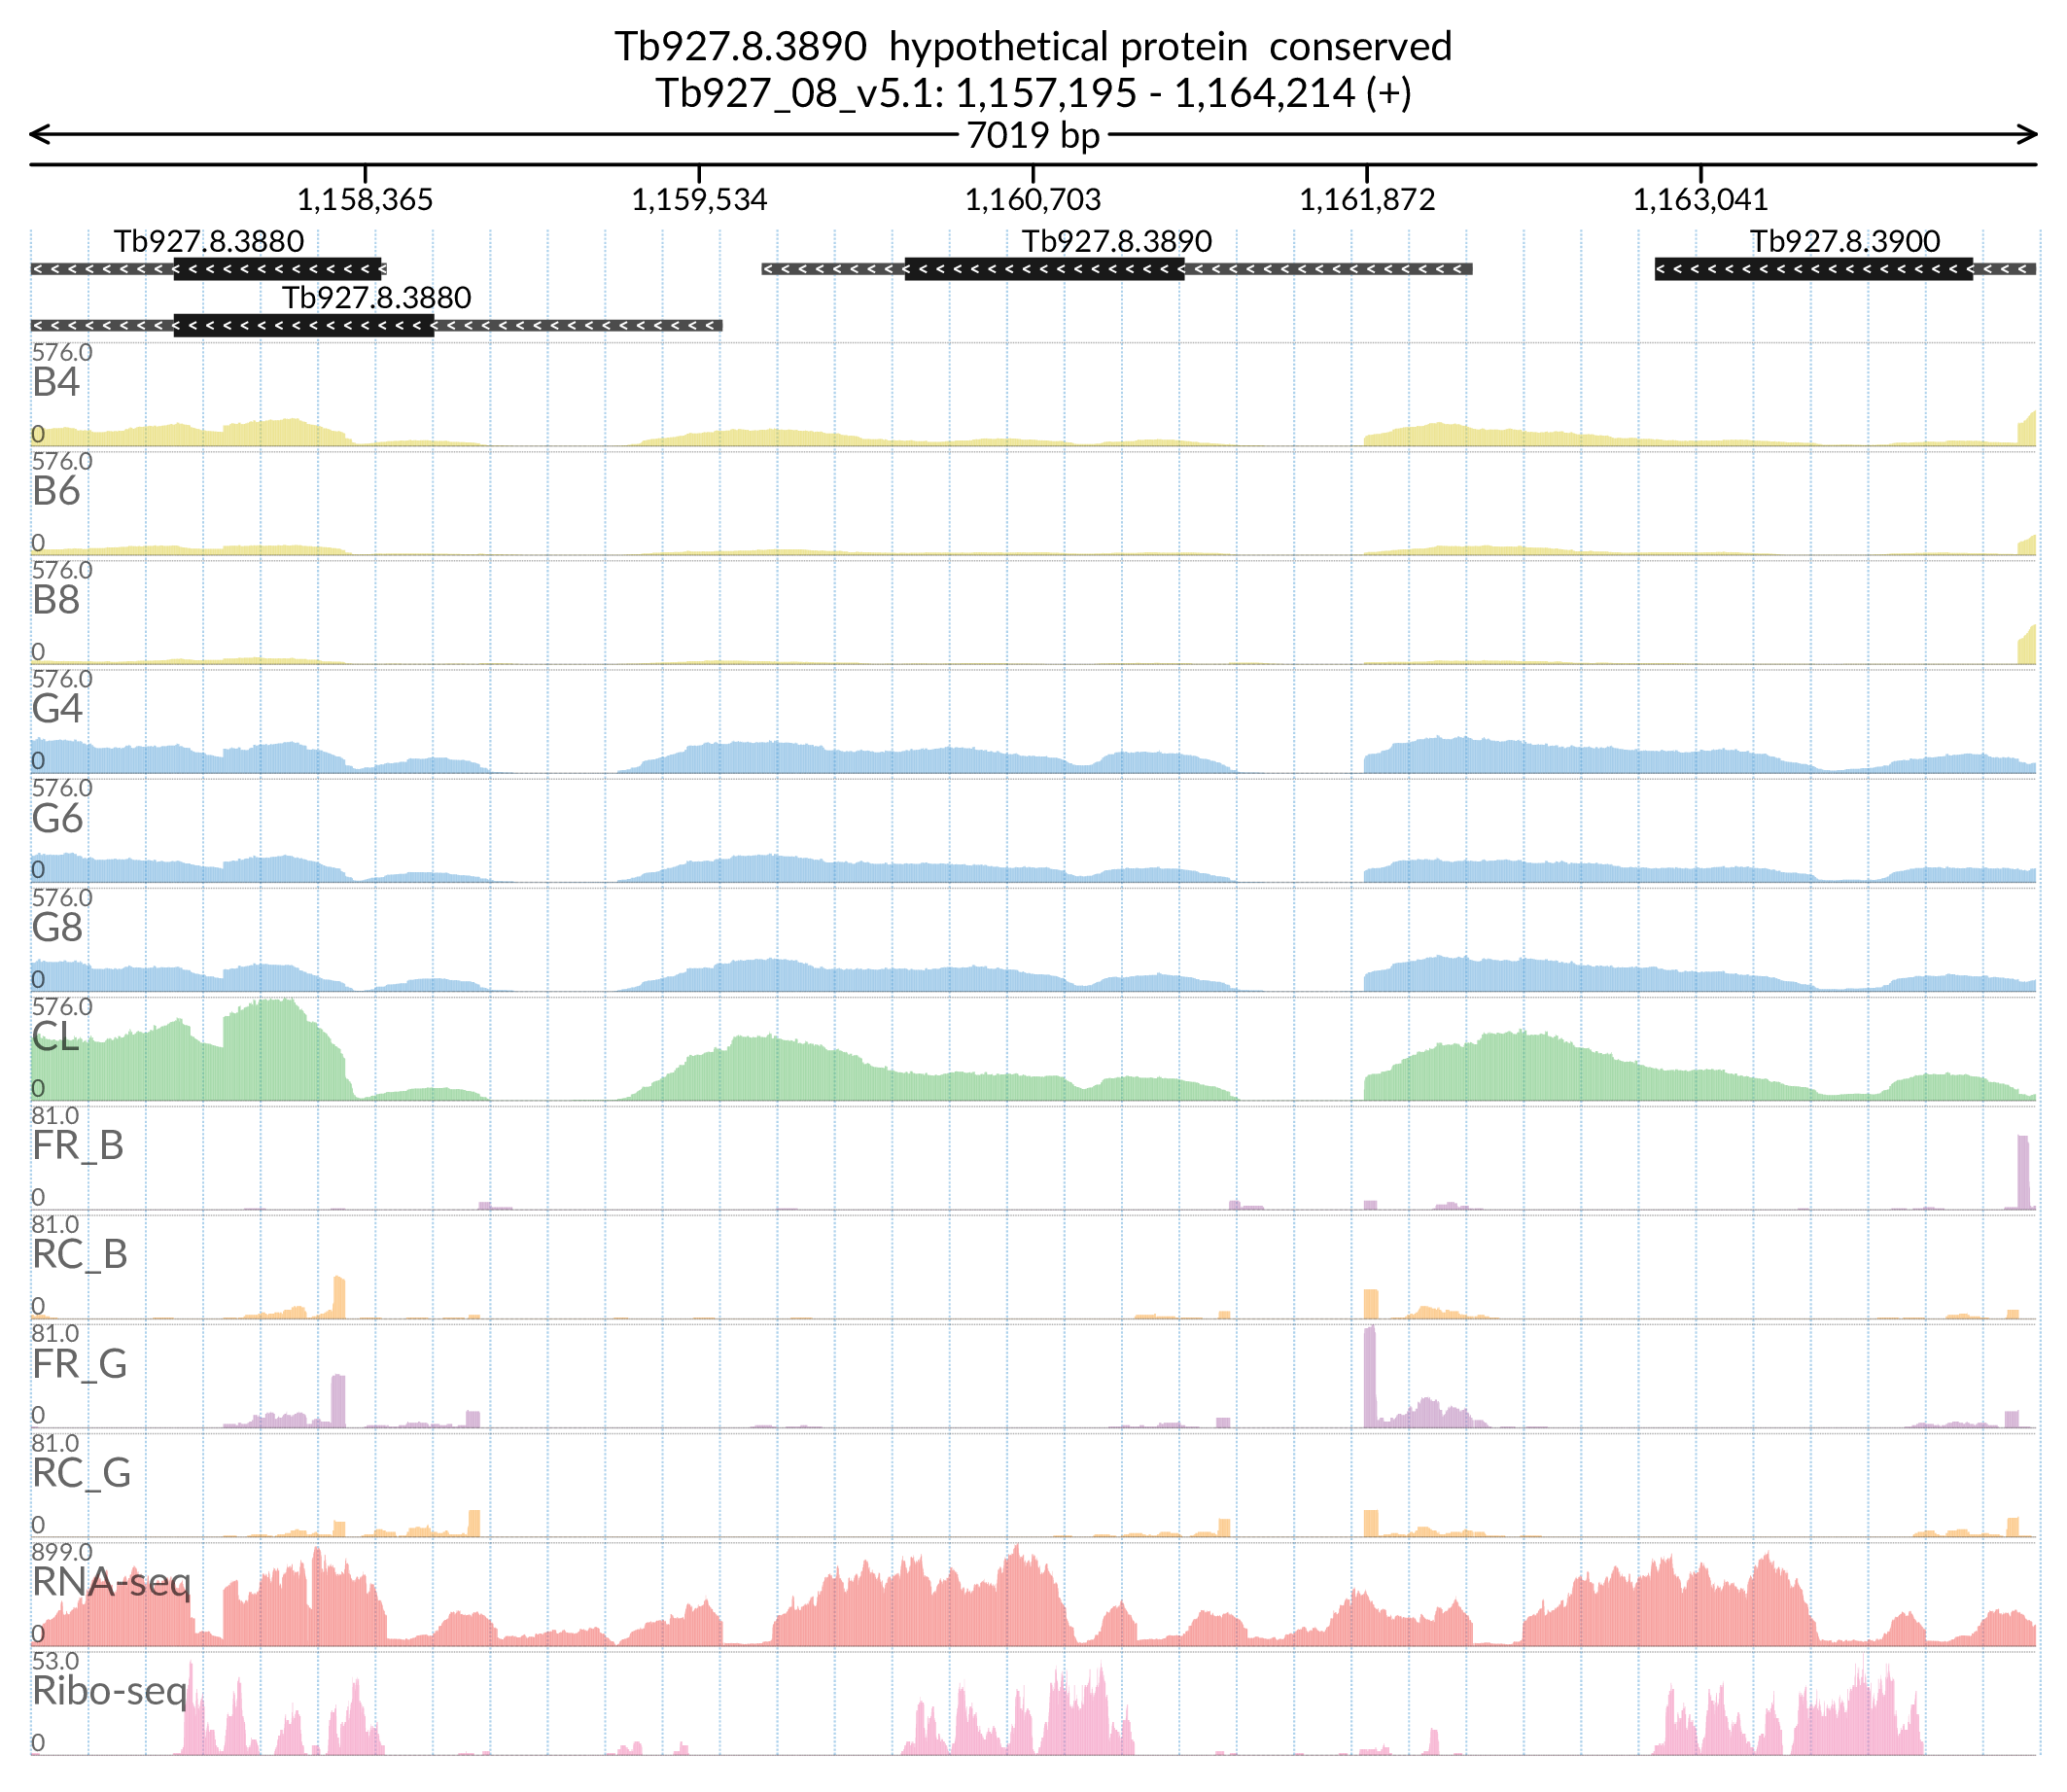 Tb927.8.3890 hypothetical protein conserved
Tb927_08_v5.1: 1,157,195 - 1,164,214 (+)
7019 bp
1,158,365 1,159,534 1,160,703 1,161,872 1,163,041
Tb927.8.3880 Tb927.8.3890 Tb927.8.3900
Tb927.8.3880
576.0
B4
0
576.0
B6
0
576.0
B8
0
576.0
G4
0
576.0
G6
0
576.0
G8
0
576.0
CL
0
81.0
FR_B
0
81.0
RC_B
0
81.0
FR_G
0
81.0
RC_G
0
899.0
RNA-seq
0
53.0
Ribo-seq
0